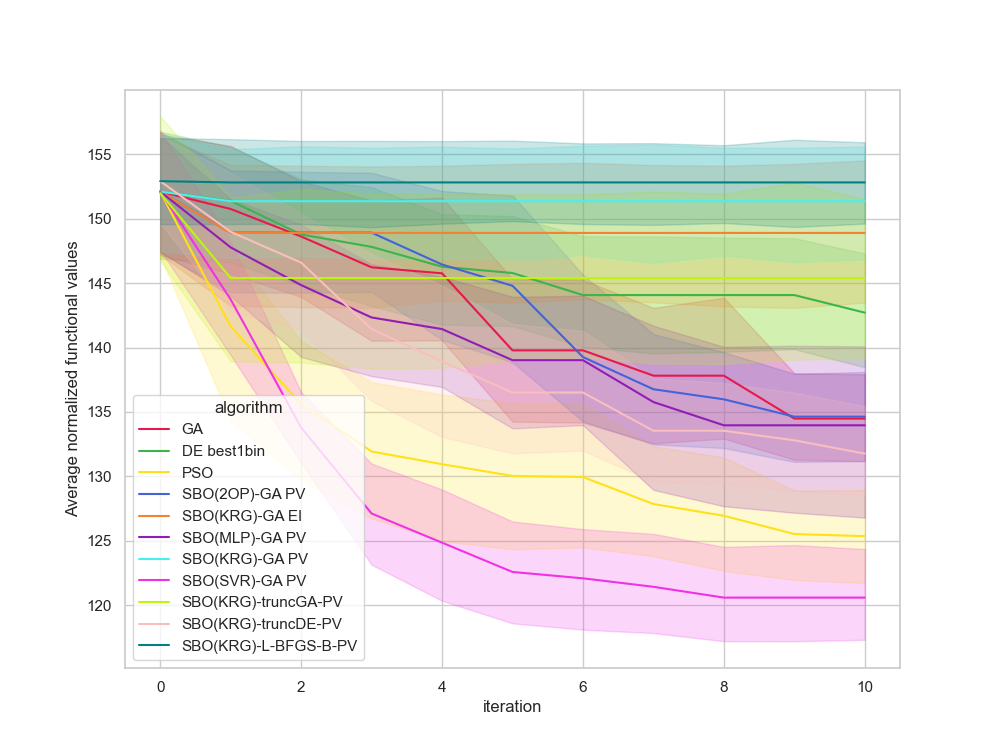 Average normalized functional values
155
150
145
140
135
130
125
120
algorithm
GA
DE best1bin
PSO
SBO(2OP)-GA PV
SBO(KRG)-GA EI
SBO(MLP)-GA PV
SBO(KRG)-GA PV
SBO(SVR)-GA PV
SBO(KRG)-truncGA-PV
SBO(KRG)-truncDE-PV
SBO(KRG)-L-BFGS-B-PV
0 2 4 6 8 10
iteration